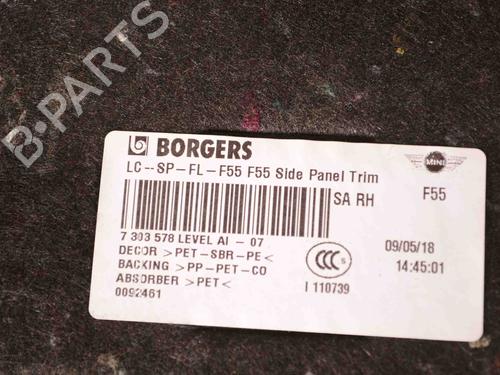 B-PARTS
BORGERS
LC--SP-FL-F55 F55 Side Panel Trim
MINI
SA RH
F55
7 303 578 LEVEL AI - 07
DECOR >PET-SBR-PE<
BACKING >PP-PET-CO
ABSORBER >PET<
0092461
CCC S
I 110739
09/05/18
14:45:01